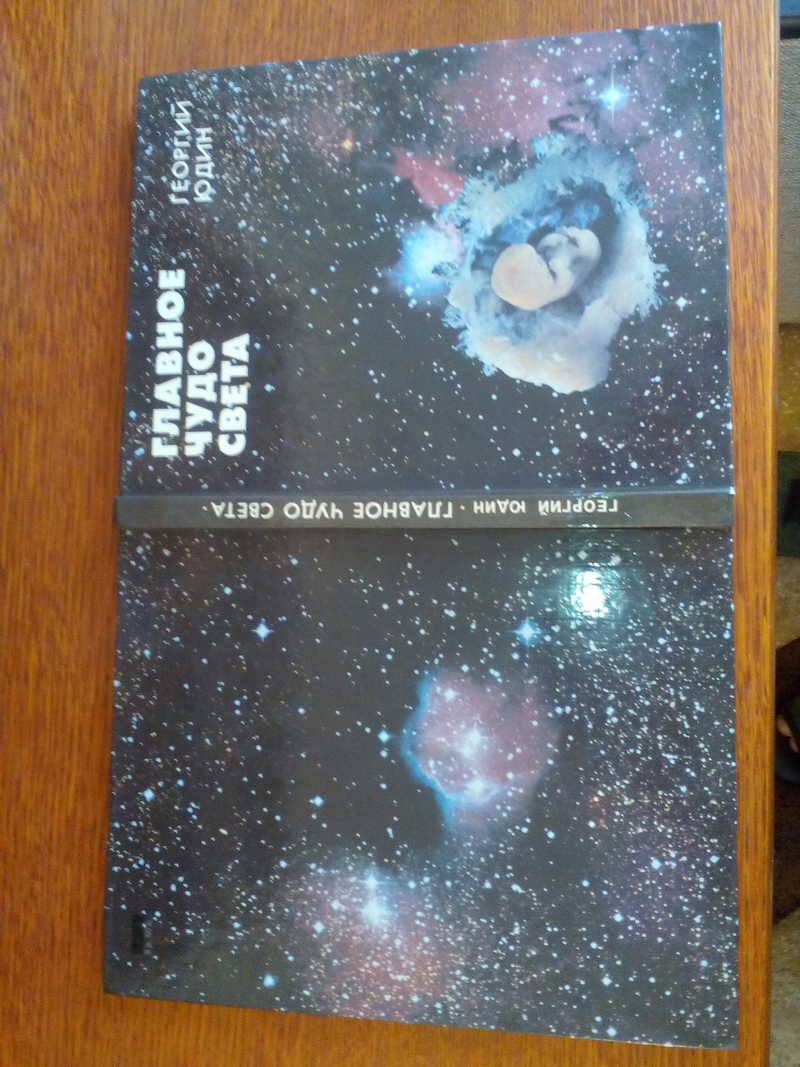 ГЕОРГИЙ
ЮДИН
ГЛАВНОЕ
ЧУДО
СВЕТА
ГЕОРГИЙ ЮДИН · ГЛАВНОЕ ЧУДО СВЕТА ·